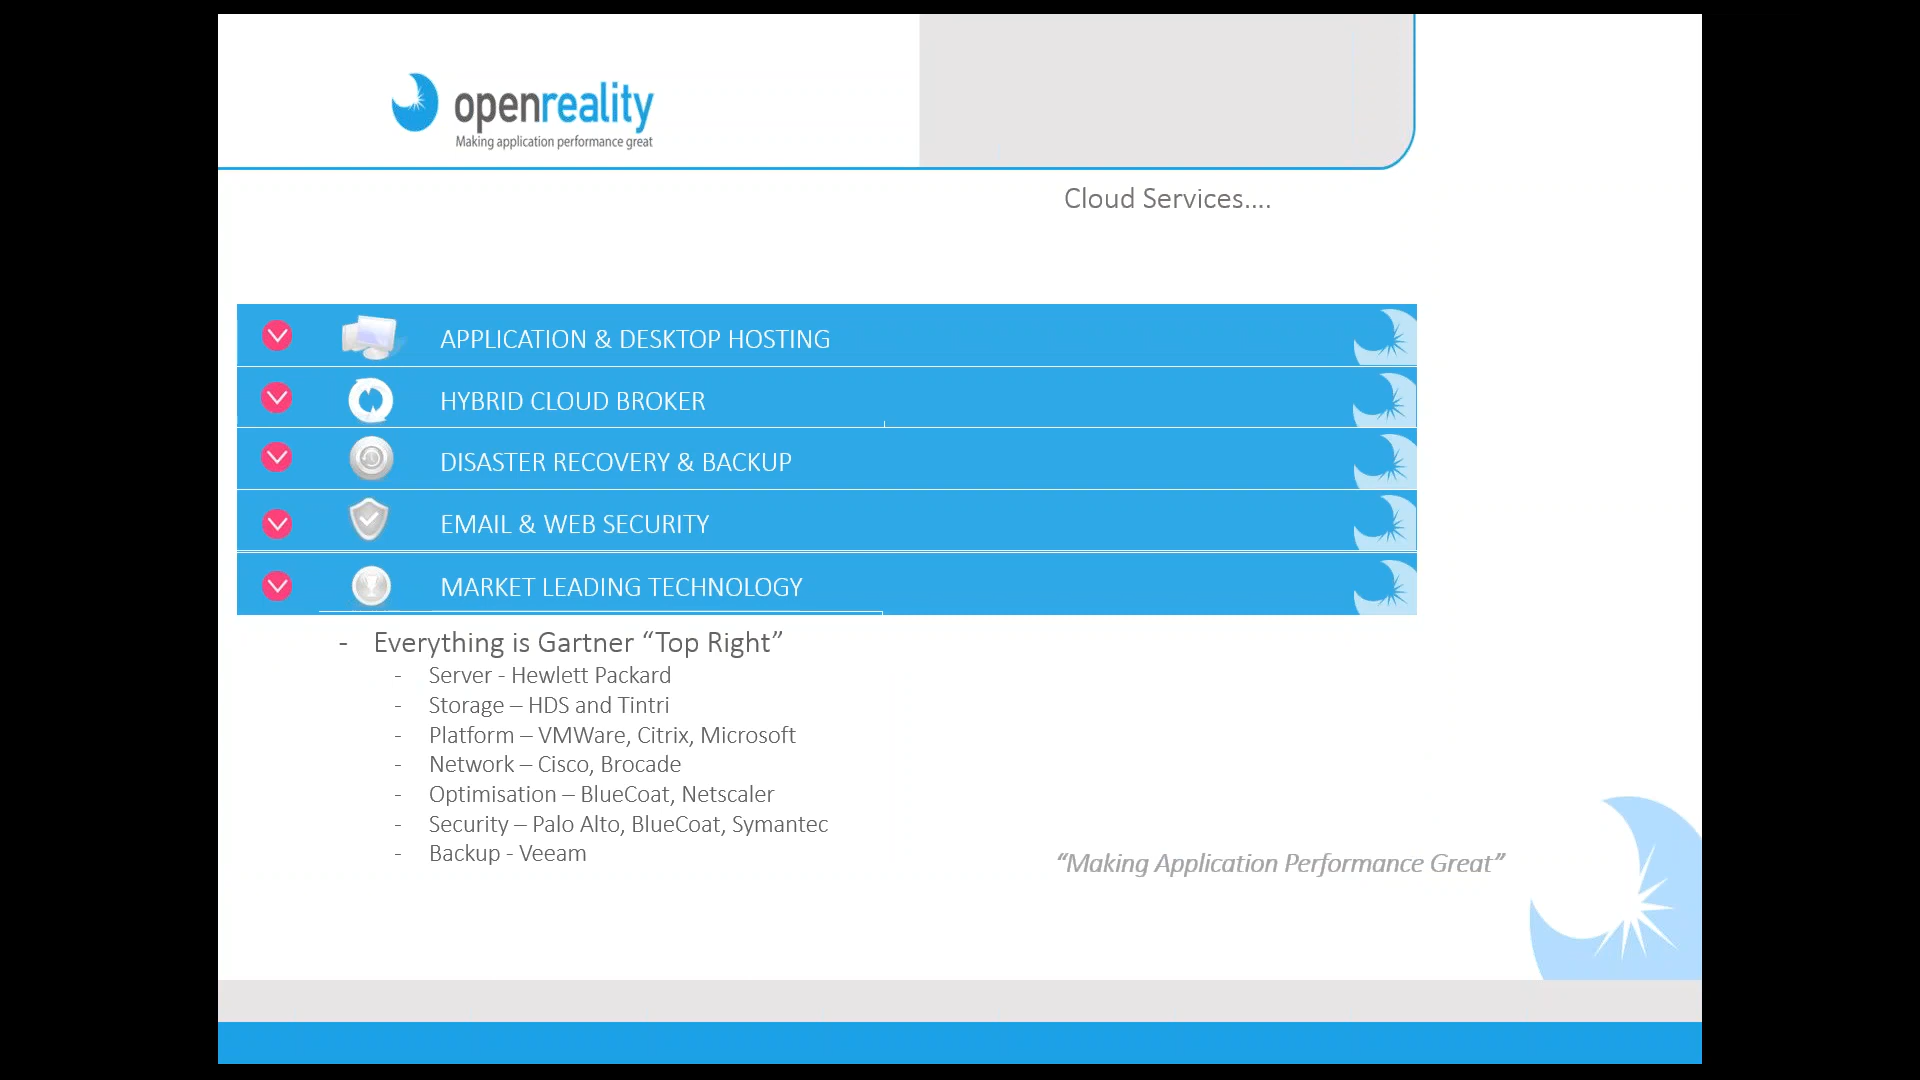 openreality
Making application performance great
Cloud Services....
APPLICATION & DESKTOP HOSTING
HYBRID CLOUD BROKER
DISASTER RECOVERY & BACKUP
EMAIL & WEB SECURITY
MARKET LEADING TECHNOLOGY
- Everything is Gartner “Top Right”
- Server - Hewlett Packard
- Storage – HDS and Tintri
- Platform – VMWare, Citrix, Microsoft
- Network – Cisco, Brocade
- Optimisation – BlueCoat, Netscaler
- Security – Palo Alto, BlueCoat, Symantec
- Backup - Veeam
“Making Application Performance Great”